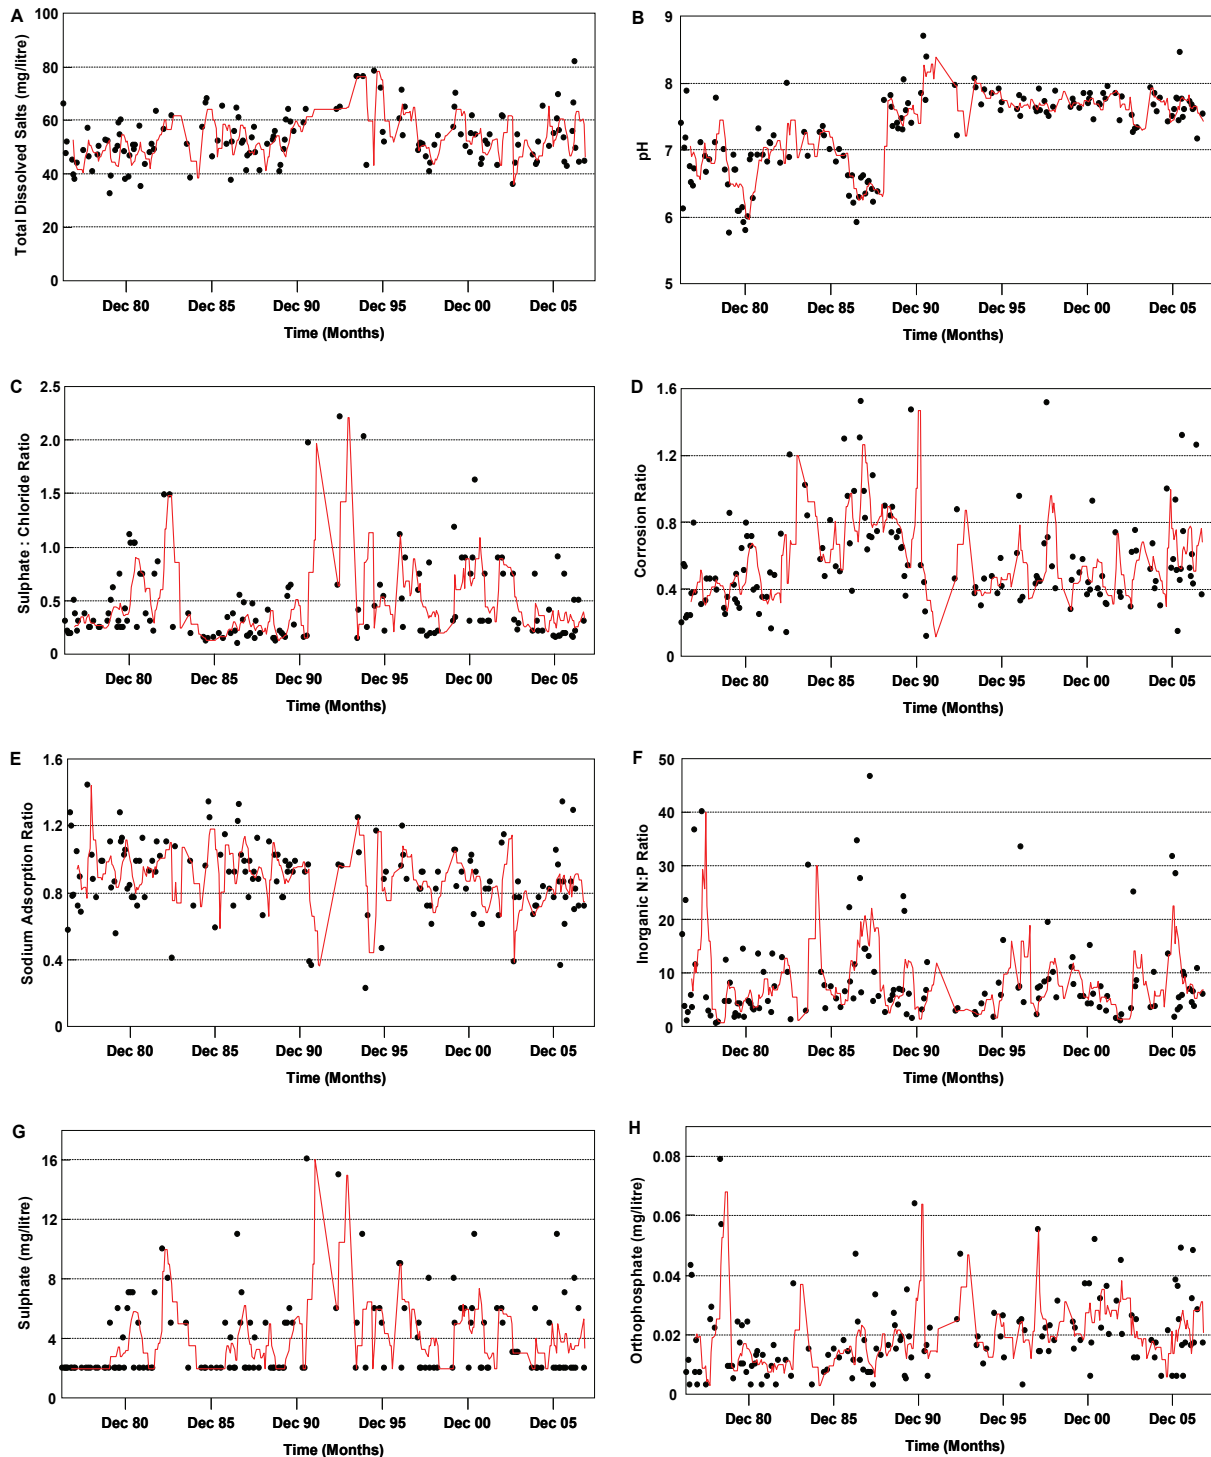 A
Total Dissolved Salts (mg/litre)
100
80
60
40
20
0
Dec 80 Dec 85 Dec 90 Dec 95 Dec 00 Dec 05
Time (Months)
B
pH
9
8
7
6
5
Dec 80 Dec 85 Dec 90 Dec 95 Dec 00 Dec 05
Time (Months)
C
Sulphate : Chloride Ratio
2.5
2.0
1.5
1.0
0.5
0
Dec 80 Dec 85 Dec 90 Dec 95 Dec 00 Dec 05
Time (Months)
D
Corrosion Ratio
1.6
1.2
0.8
0.4
0
Dec 80 Dec 85 Dec 90 Dec 95 Dec 00 Dec 05
Time (Months)
E
Sodium Adsorption Ratio
1.6
1.2
0.8
0.4
0
Dec 80 Dec 85 Dec 90 Dec 95 Dec 00 Dec 05
Time (Months)
F
Inorganic N:P Ratio
50
40
30
20
10
0
Dec 80 Dec 85 Dec 90 Dec 95 Dec 00 Dec 05
Time (Months)
G
Sulphate (mg/litre)
16
12
8
4
0
Dec 80 Dec 85 Dec 90 Dec 95 Dec 00 Dec 05
Time (Months)
H
Orthophosphate (mg/litre)
0.08
0.06
0.04
0.02
0
Dec 80 Dec 85 Dec 90 Dec 95 Dec 00 Dec 05
Time (Months)